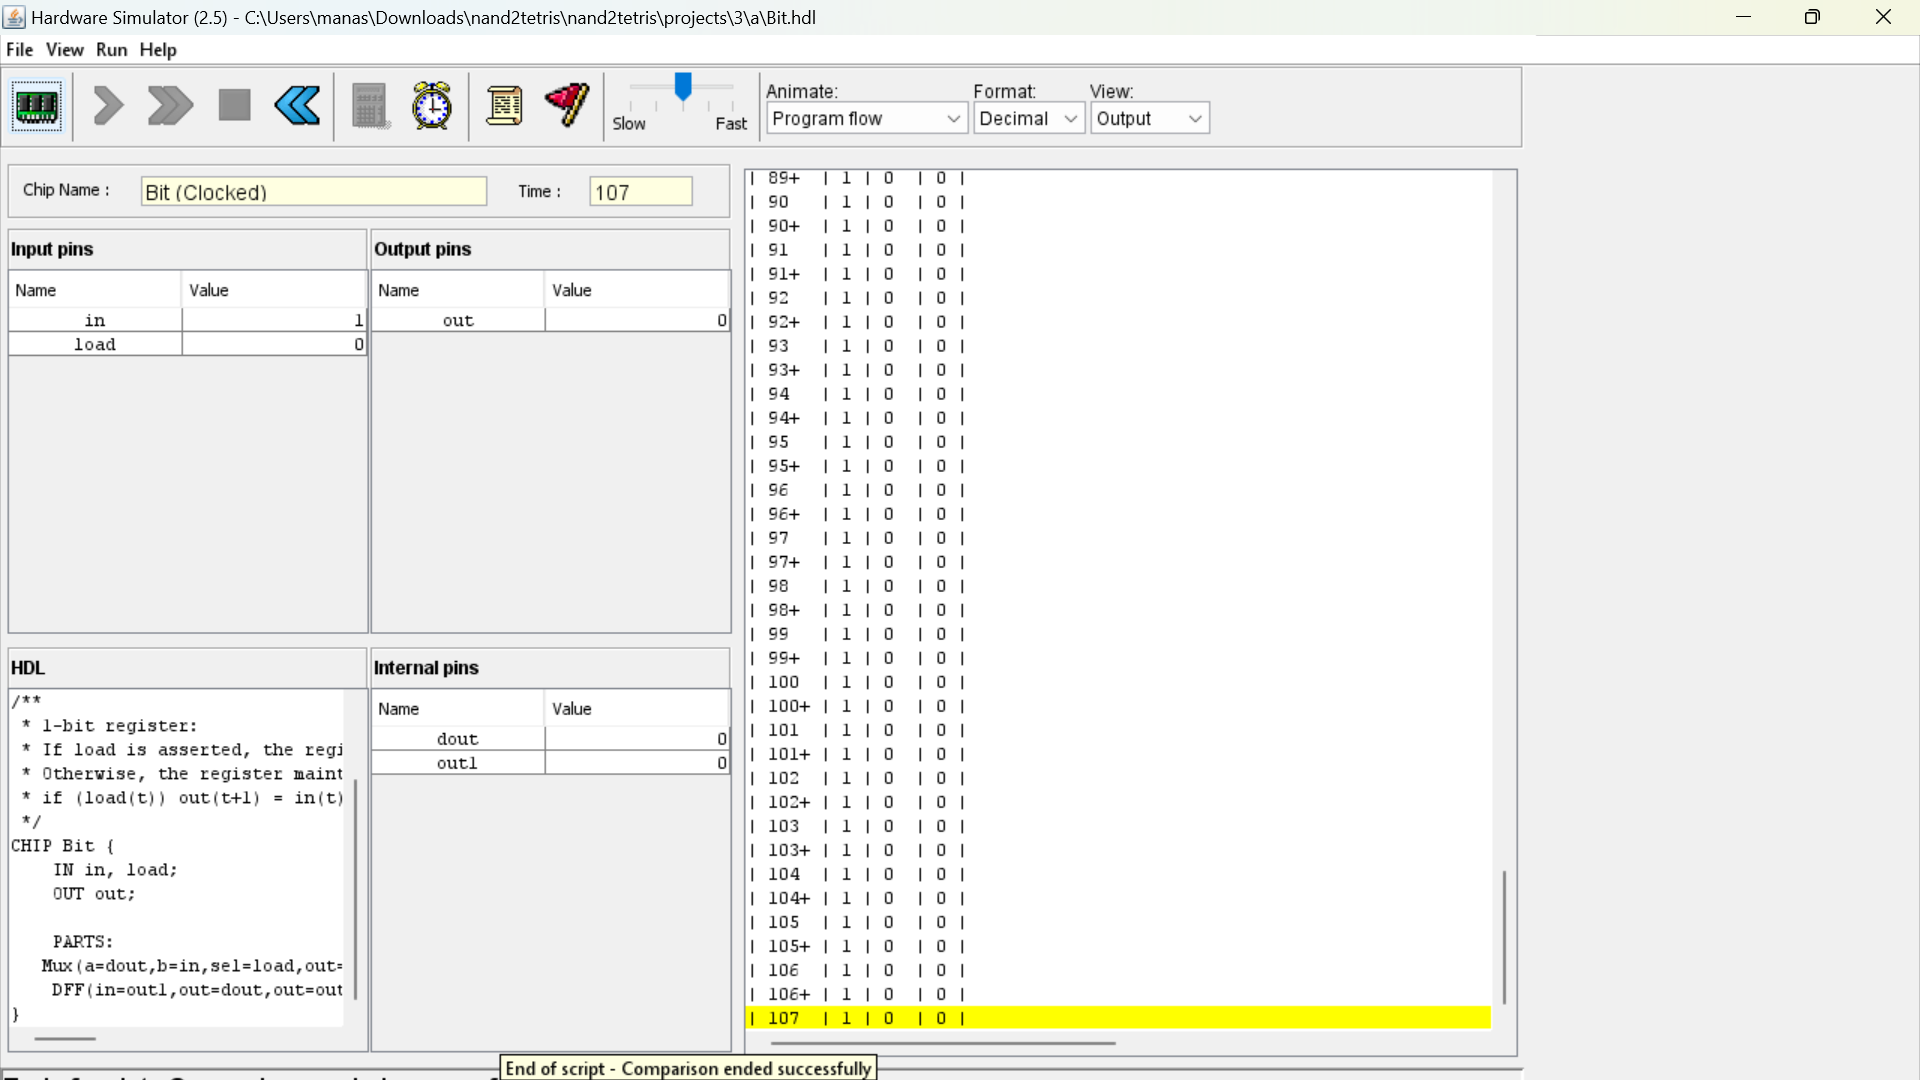 Hardware Simulator (2.5) - C:\Users\manas\Downloads\nand2tetris\nand2tetris\projects\3\a\Bit.hdl
File View Run Help
Slow Fast
Animate: Format: View:
Program flow Decimal Output
Chip Name : Bit (Clocked) Time : 107
Input pins
Name Value
in 1
load 0
Output pins
Name Value
out 0
HDL
/**
* 1-bit register:
* If load is asserted, the regi
* Otherwise, the register maint
* if (load(t)) out(t+1) = in(t)
*/
CHIP Bit {
IN in, load;
OUT out;
PARTS:
Mux(a=dout,b=in,sel=load,out=
DFF(in=out1,out=dout,out=out
}
Internal pins
Name Value
dout 0
out1 0
| 89+ | 1 | 0 | 0 |
| 90 | 1 | 0 | 0 |
| 90+ | 1 | 0 | 0 |
| 91 | 1 | 0 | 0 |
| 91+ | 1 | 0 | 0 |
| 92 | 1 | 0 | 0 |
| 92+ | 1 | 0 | 0 |
| 93 | 1 | 0 | 0 |
| 93+ | 1 | 0 | 0 |
| 94 | 1 | 0 | 0 |
| 94+ | 1 | 0 | 0 |
| 95 | 1 | 0 | 0 |
| 95+ | 1 | 0 | 0 |
| 96 | 1 | 0 | 0 |
| 96+ | 1 | 0 | 0 |
| 97 | 1 | 0 | 0 |
| 97+ | 1 | 0 | 0 |
| 98 | 1 | 0 | 0 |
| 98+ | 1 | 0 | 0 |
| 99 | 1 | 0 | 0 |
| 99+ | 1 | 0 | 0 |
| 100 | 1 | 0 | 0 |
| 100+ | 1 | 0 | 0 |
| 101 | 1 | 0 | 0 |
| 101+ | 1 | 0 | 0 |
| 102 | 1 | 0 | 0 |
| 102+ | 1 | 0 | 0 |
| 103 | 1 | 0 | 0 |
| 103+ | 1 | 0 | 0 |
| 104 | 1 | 0 | 0 |
| 104+ | 1 | 0 | 0 |
| 105 | 1 | 0 | 0 |
| 105+ | 1 | 0 | 0 |
| 106 | 1 | 0 | 0 |
| 106+ | 1 | 0 | 0 |
| 107 | 1 | 0 | 0 |
End of script - Comparison ended successfully